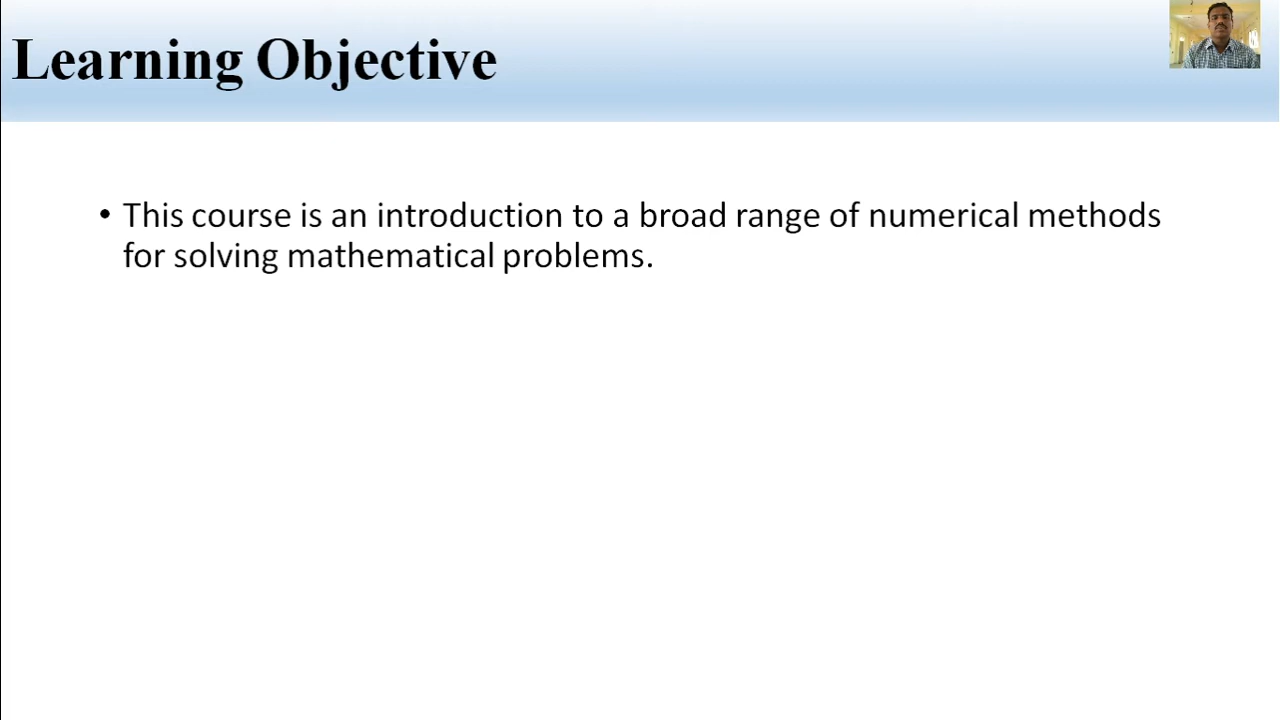 Learning Objective
• This course is an introduction to a broad range of numerical methods
for solving mathematical problems.